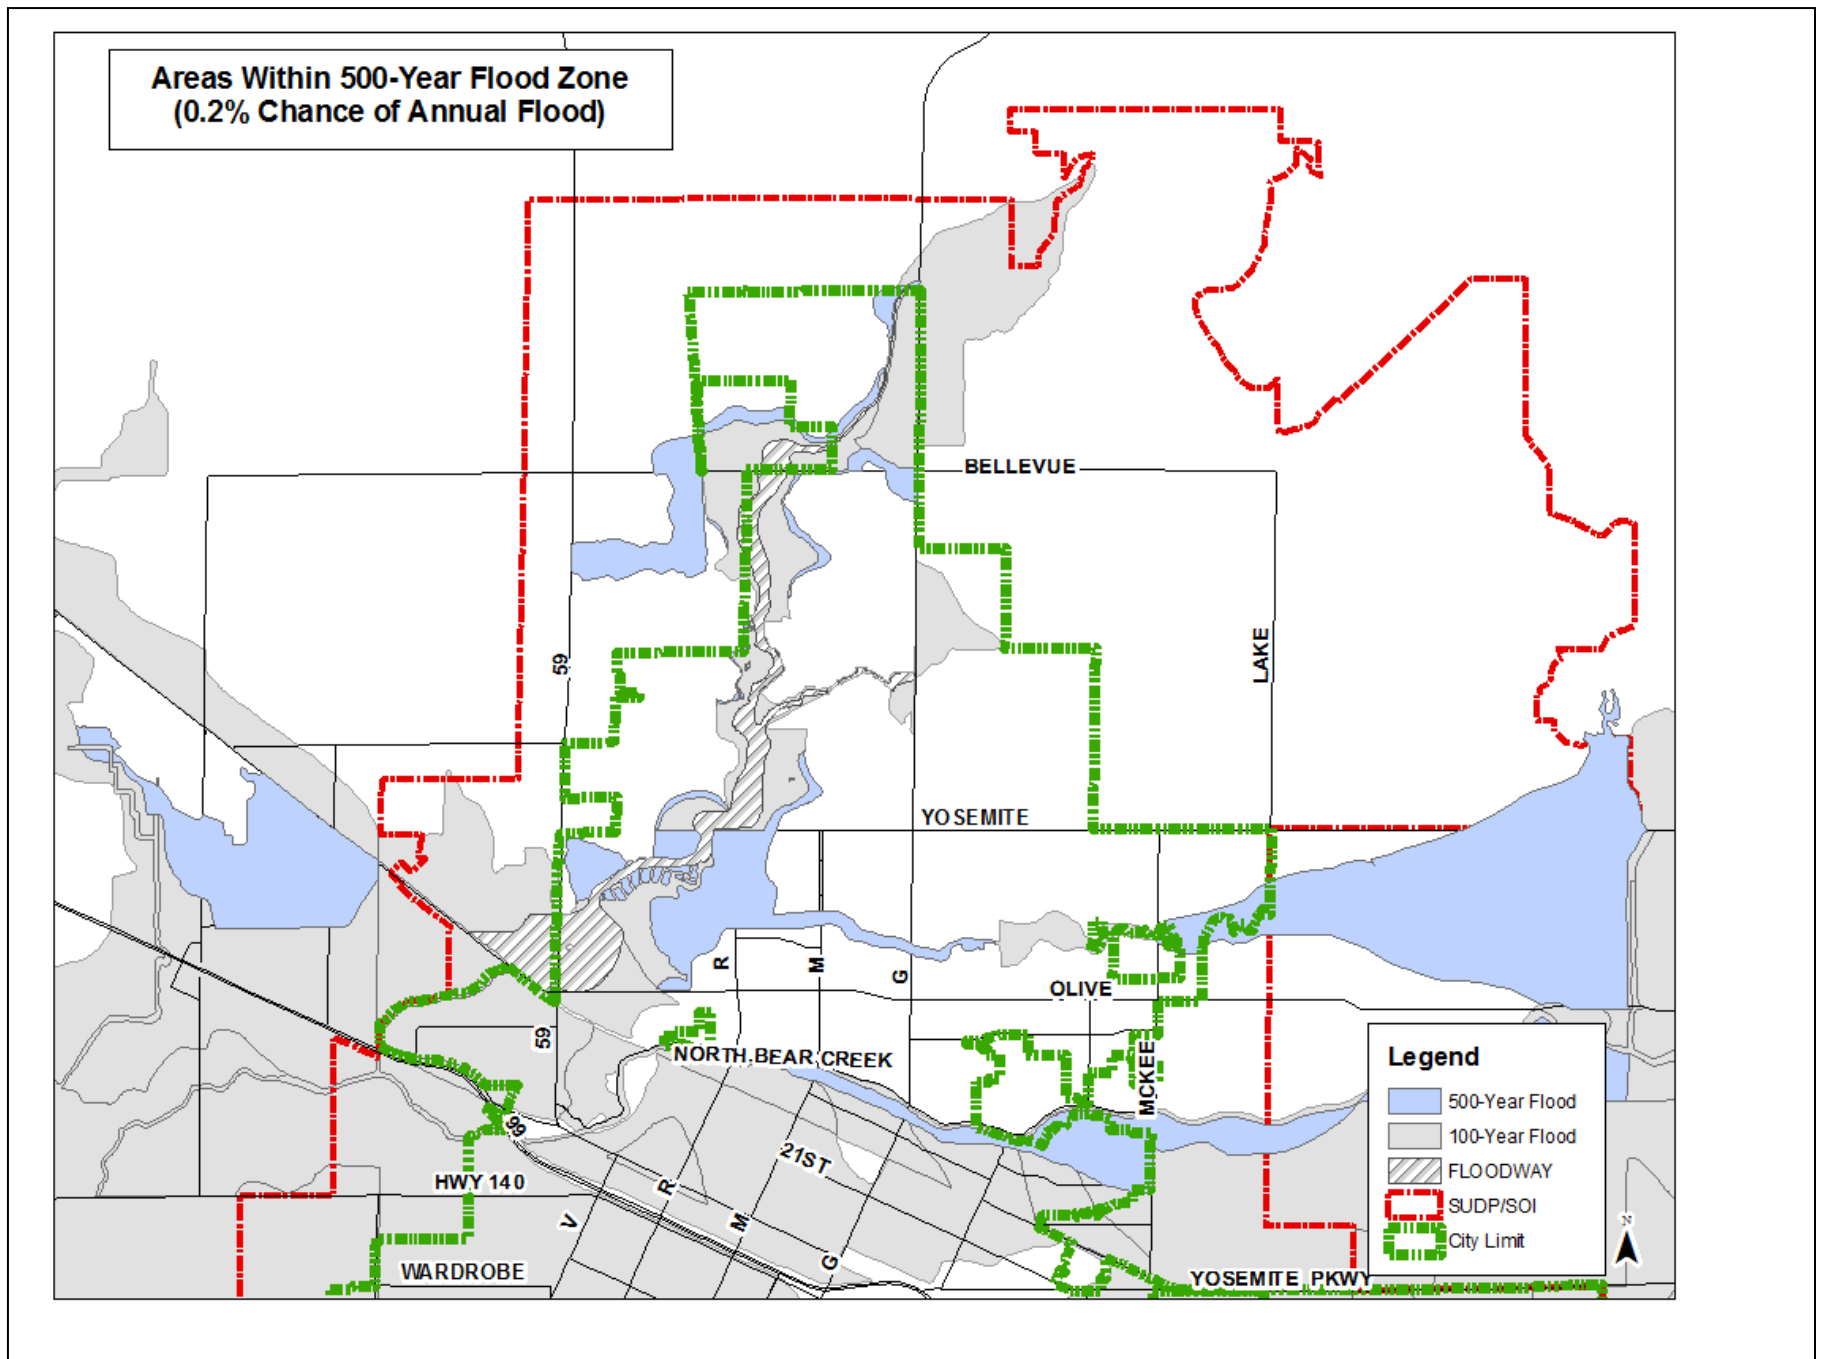 Areas Within 500-Year Flood Zone
(0.2% Chance of Annual Flood)
BELLEVUE
59
LAKE
YOSEMITE
R
M
G
OLIVE
59
NORTH BEAR CREEK
MCKEE
99
21ST
HWY 140
R
V
M
G
WARDROBE
YOSEMITE PKWY
Legend
500-Year Flood
100-Year Flood
FLOODWAY
SUDP/SOI
City Limit
N